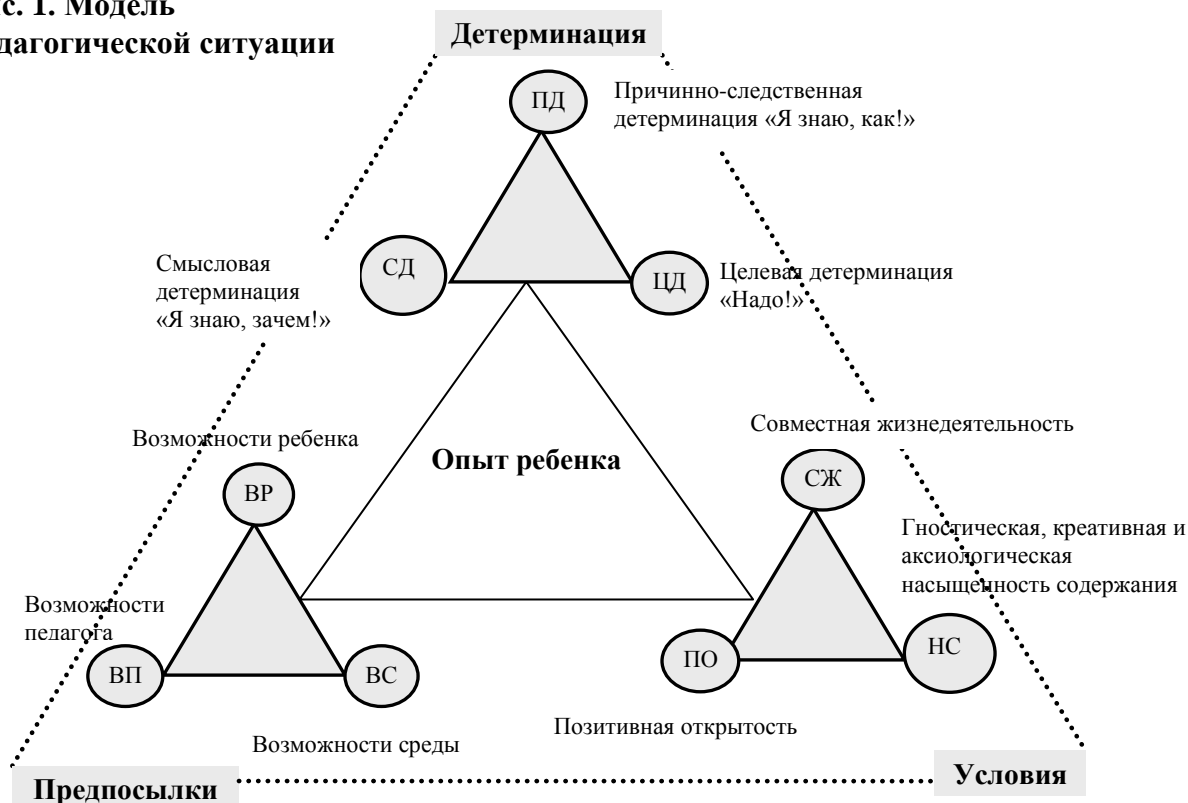 ис. 1. Модель
дагогической ситуации
Детерминация
ПД
Причинно-следственная
детерминация «Я знаю, как!»
Смысловая
детерминация
«Я знаю, зачем!»
СД
ЦД
Целевая детерминация
«Надо!»
Возможности ребенка
Опыт ребенка
Совместная жизнедеятельность
ВР
СЖ
Гностическая, креативная и
аксиологическая
насыщенность содержания
Возможности
педагога
ВП
ВС
ПО
НС
Возможности среды
Позитивная открытость
Предпосылки
Условия